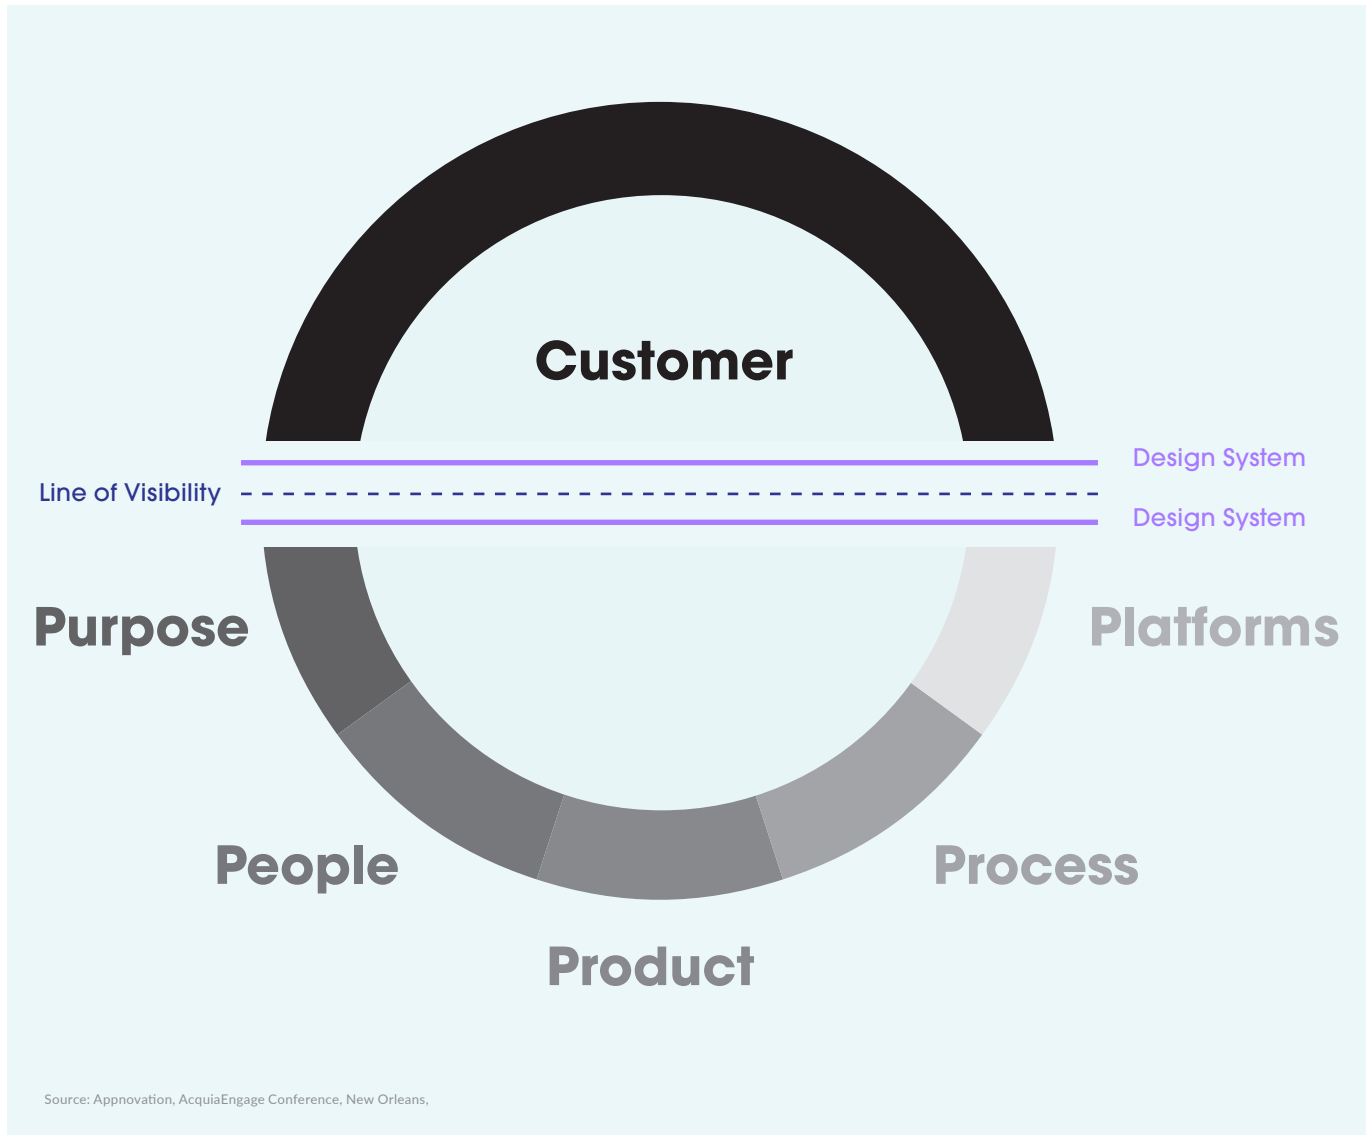 Customer
Design System
Line of Visibility
Design System
Purpose
Platforms
People
Process
Product
Source: Appnovation, AcquiaEngage Conference, New Orleans,